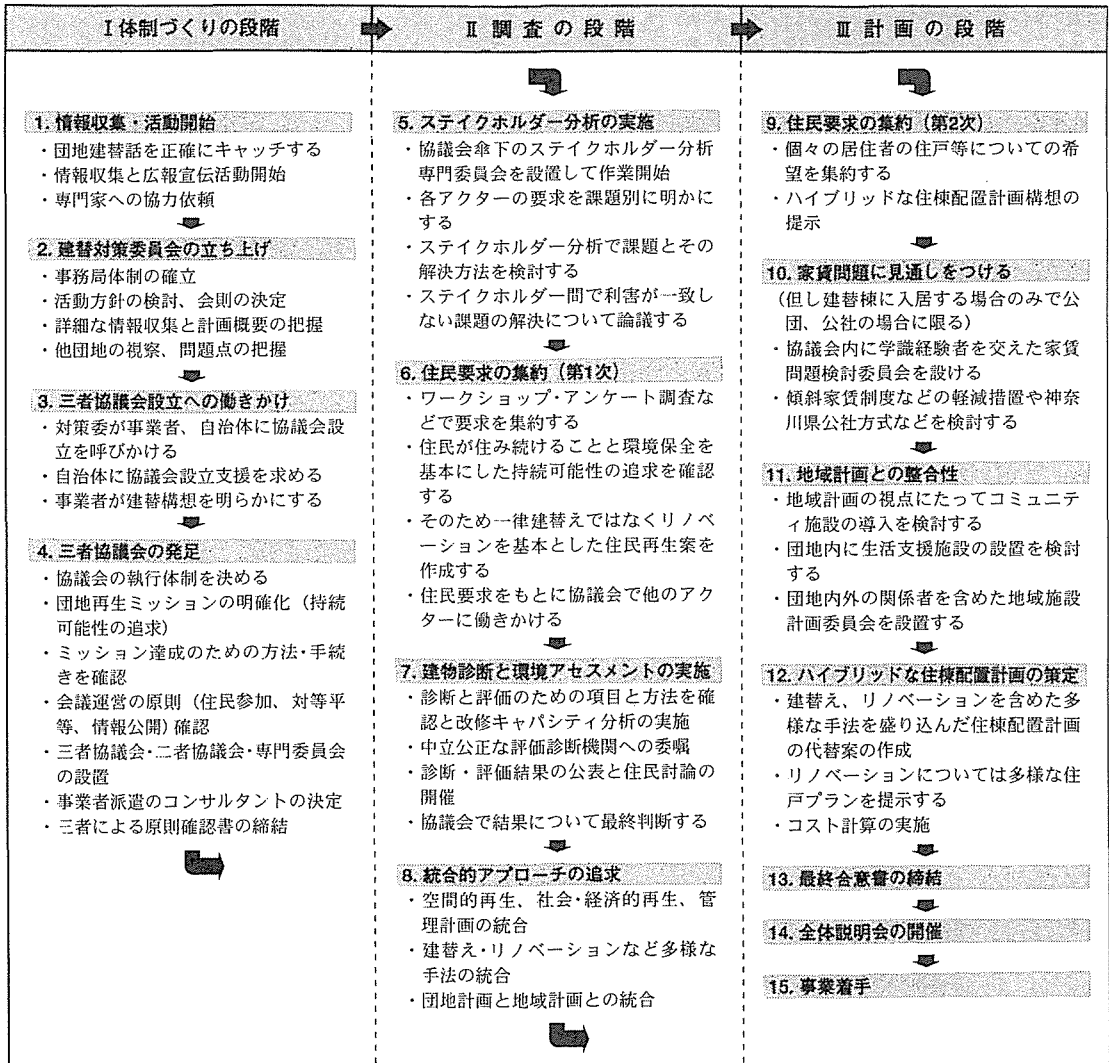 Ⅰ体制づくりの段階
Ⅱ 調査の段階
Ⅲ 計画の段階
1. 情報収集・活動開始
・団地建替話を正確にキャッチする
・情報収集と広報宣伝活動開始
・専門家への協力依頼
2. 建替対策委員会の立ち上げ
・事務局体制の確立
・活動方針の検討、会則の決定
・詳細な情報収集と計画概要の把握
・他団地の視察、問題点の把握
3. 三者協議会設立への働きかけ
・対策委が事業者、自治体に協議会設
立を呼びかける
・自治体に協議会設立支援を求める
・事業者が建替構想を明らかにする
4. 三者協議会の発足
・協議会の執行体制を決める
・団地再生ミッションの明確化（持続
可能性の追求）
・ミッション達成のための方法・手続
きを確認
・会議運営の原則（住民参加、対等平
等、情報公開）確認
・三者協議会・二者協議会・専門委員会
の設置
・事業者派遣のコンサルタントの決定
・三者による原則確認書の締結
5. ステイクホルダー分析の実施
・協議会傘下のステイクホルダー分析
専門委員会を設置して作業開始
・各アクターの要求を課題別に明かに
する
・ステイクホルダー分析で課題とその
解決方法を検討する
・ステイクホルダー間で利害が一致し
ない課題の解決について論議する
6. 住民要求の集約（第1次）
・ワークショップ・アンケート調査な
どで要求を集約する
・住民が住み続けることと環境保全を
基本にした持続可能性の追求を確認
する
・そのため一律建替えではなくリノベ
ーションを基本とした住民再生案を
作成する
・住民要求をもとに協議会で他のアク
ターに働きかける
7. 建物診断と環境アセスメントの実施
・診断と評価のための項目と方法を確
認と改修キャパシティ分析の実施
・中立公正な評価診断機関への委嘱
・診断・評価結果の公表と住民討論の
開催
・協議会で結果について最終判断する
8. 統合的アプローチの追求
・空間的再生、社会・経済的再生、管
理計画の統合
・建替え・リノベーションなど多様な
手法の統合
・団地計画と地域計画との統合
9. 住民要求の集約（第2次）
・個々の居住者の住戸等についての希
望を集約する
・ハイブリッドな住棟配置計画構想の
提示
10. 家賃問題に見通しをつける
（但し建替棟に入居する場合のみで公
団、公社の場合に限る）
・協議会内に学識経験者を交えた家賃
問題検討委員会を設ける
・傾斜家賃制度などの軽減措置や神奈
川県公社方式などを検討する
11. 地域計画との整合性
・地域計画の視点にたってコミュニテ
ィ施設の導入を検討する
・団地内に生活支援施設の設置を検討
する
・団地内外の関係者を含めた地域施設
計画委員会を設置する
12. ハイブリッドな住棟配置計画の策定
・建替え、リノベーションを含めた多
様な手法を盛り込んだ住棟配置計画
の代替案の作成
・リノベーションについては多様な住
戸プランを提示する
・コスト計算の実施
13. 最終合意書の締結
14. 全体説明会の開催
15. 事業着手